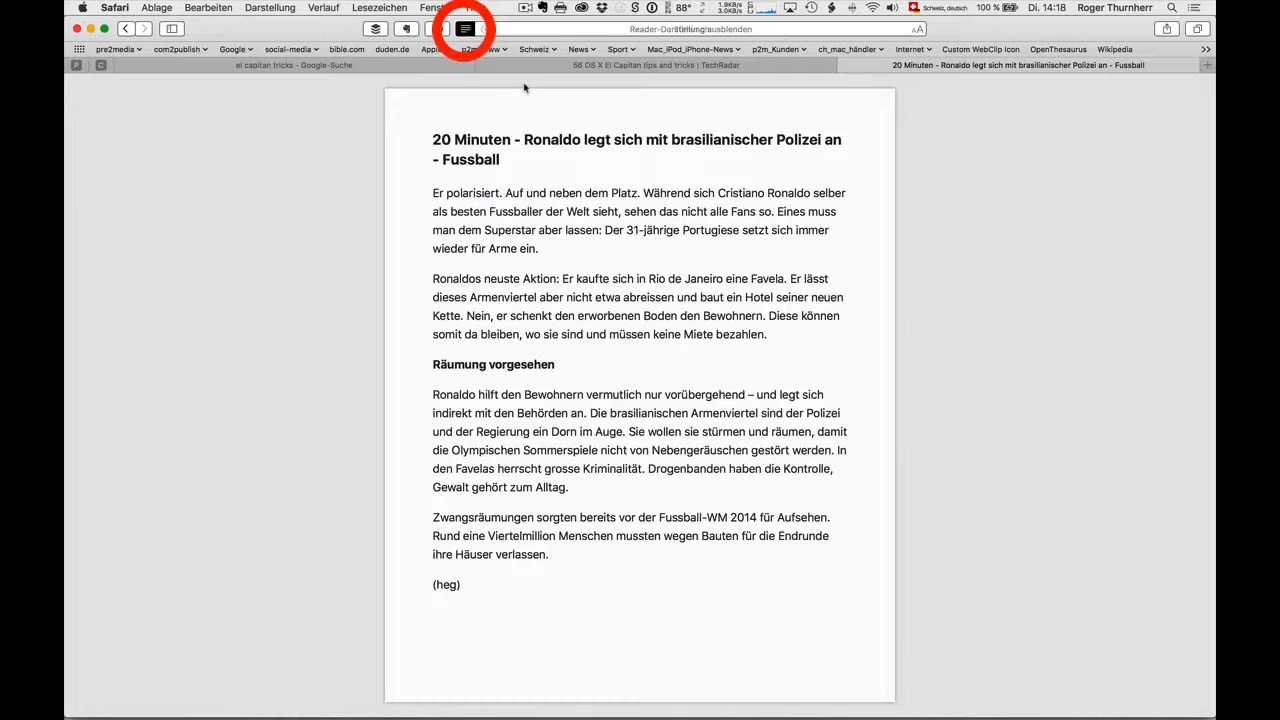 Safari Ablage Bearbeiten Darstellung Verlauf Lesezeichen 88° 1.9KB/s 3.0KB/s Schweiz, deutsch 100 % Di. 14:18 Roger Thurnherr
AA
pre2media com2publish Google social-media bible.com duden.de Schweiz News Sport Mac_iPod_iPhone-News p2m_Kunden ch_mac_händler Internet Custom WebClip Icon OpenThesaurus Wikipedia
P C el capitan tricks - Google-Suche 56 OS X El Capitan tips and tricks | TechRadar 20 Minuten - Ronaldo legt sich mit brasilianischer Polizei an - Fussball
20 Minuten - Ronaldo legt sich mit brasilianischer Polizei an
- Fussball
Er polarisiert. Auf und neben dem Platz. Während sich Cristiano Ronaldo selber
als besten Fussballer der Welt sieht, sehen das nicht alle Fans so. Eines muss
man dem Superstar aber lassen: Der 31-jährige Portugiese setzt sich immer
wieder für Arme ein.
Ronaldos neuste Aktion: Er kaufte sich in Rio de Janeiro eine Favela. Er lässt
dieses Armenviertel aber nicht etwa abreissen und baut ein Hotel seiner neuen
Kette. Nein, er schenkt den erworbenen Boden den Bewohnern. Diese können
somit da bleiben, wo sie sind und müssen keine Miete bezahlen.
Räumung vorgesehen
Ronaldo hilft den Bewohnern vermutlich nur vorübergehend – und legt sich
indirekt mit den Behörden an. Die brasilianischen Armenviertel sind der Polizei
und der Regierung ein Dorn im Auge. Sie wollen sie stürmen und räumen, damit
die Olympischen Sommerspiele nicht von Nebengeräuschen gestört werden. In
den Favelas herrscht grosse Kriminalität. Drogenbanden haben die Kontrolle,
Gewalt gehört zum Alltag.
Zwangsräumungen sorgten bereits vor der Fussball-WM 2014 für Aufsehen.
Rund eine Viertelmillion Menschen mussten wegen Bauten für die Endrunde
ihre Häuser verlassen.
(heg)